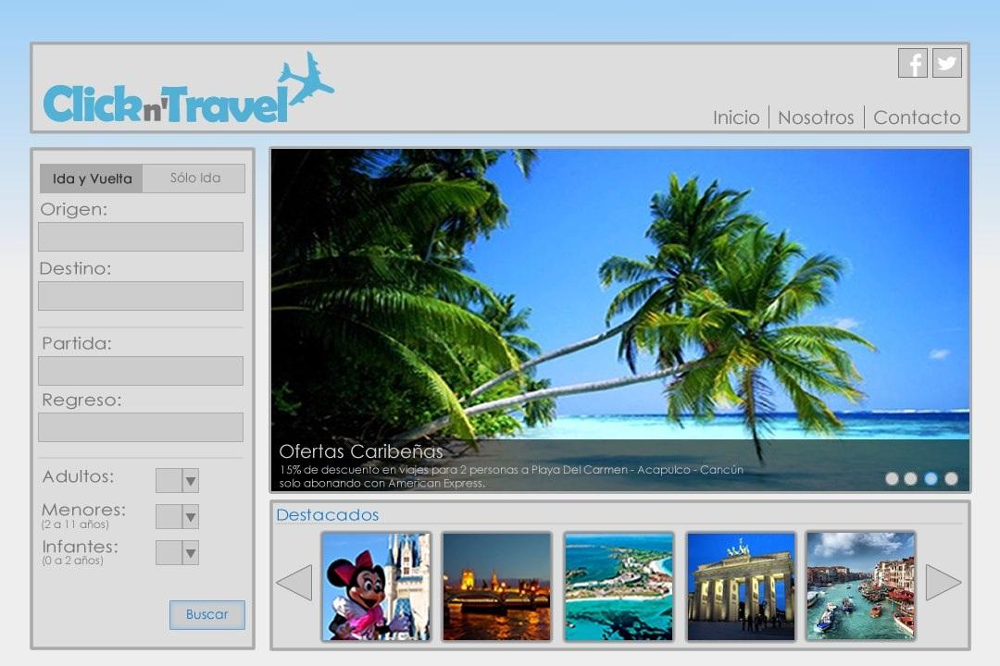 Click n' Travel
Inicio
Nosotros
Contacto
Ida y Vuelta
Sólo Ida
Origen:
Destino:
Partida:
Regreso:
Adultos:
Menores:
(2 a 11 años)
Infantes:
(0 a 2 años)
Buscar
Ofertas Caribeñas
15% de descuento en viajes para 2 personas a Playa Del Carmen - Acapulco - Cancún
solo abonando con American Express.
Destacados